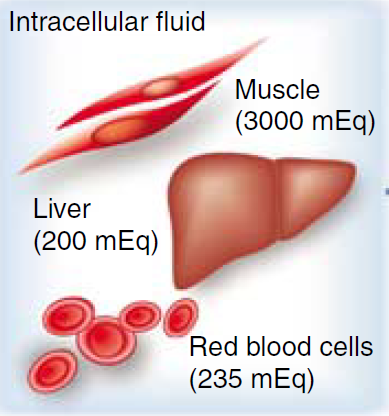 Intracellular fluid
Muscle
(3000 mEq)
Liver
(200 mEq)
Red blood cells
(235 mEq)